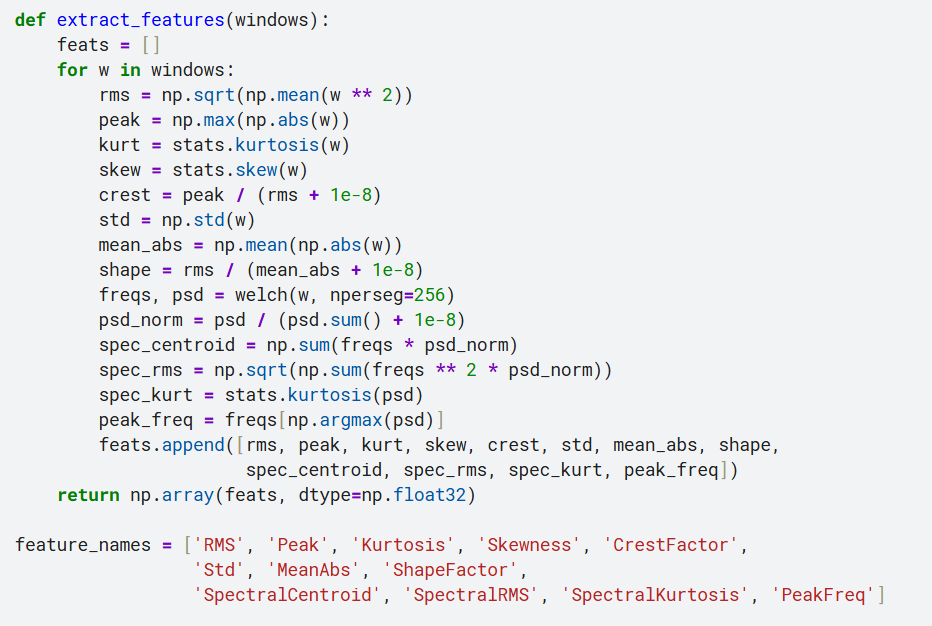 def extract_features(windows):
    feats = []
    for w in windows:
        rms = np.sqrt(np.mean(w ** 2))
        peak = np.max(np.abs(w))
        kurt = stats.kurtosis(w)
        skew = stats.skew(w)
        crest = peak / (rms + 1e-8)
        std = np.std(w)
        mean_abs = np.mean(np.abs(w))
        shape = rms / (mean_abs + 1e-8)
        freqs, psd = welch(w, nperseg=256)
        psd_norm = psd / (psd.sum() + 1e-8)
        spec_centroid = np.sum(freqs * psd_norm)
        spec_rms = np.sqrt(np.sum(freqs ** 2 * psd_norm))
        spec_kurt = stats.kurtosis(psd)
        peak_freq = freqs[np.argmax(psd)]
        feats.append([rms, peak, kurt, skew, crest, std, mean_abs, shape,
                      spec_centroid, spec_rms, spec_kurt, peak_freq])
    return np.array(feats, dtype=np.float32)

feature_names = ['RMS', 'Peak', 'Kurtosis', 'Skewness', 'CrestFactor',
                 'Std', 'MeanAbs', 'ShapeFactor',
                 'SpectralCentroid', 'SpectralRMS', 'SpectralKurtosis', 'PeakFreq']